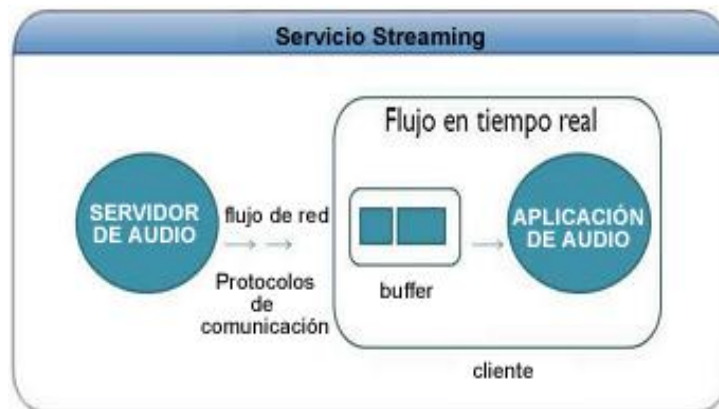 Servicio Streaming
Flujo en tiempo real
SERVIDOR
DE AUDIO
flujo de red
Protocolos
de
comunicación
buffer
APLICACIÓN
DE AUDIO
cliente